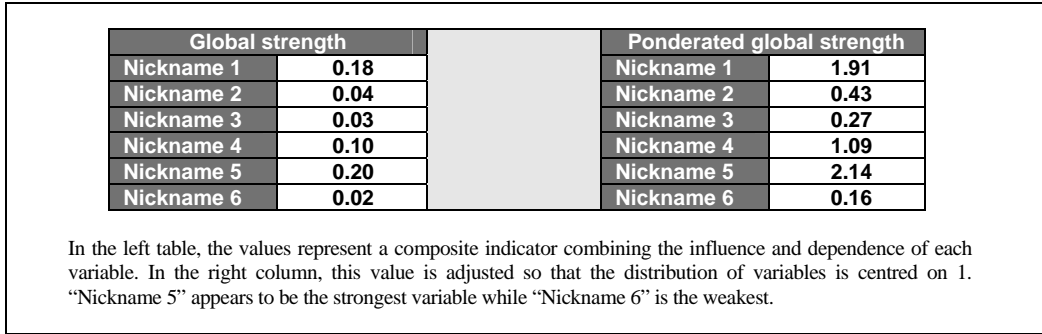 Global strength Ponderated global strength
Nickname 1 0.18 Nickname 1 1.91
Nickname 2 0.04 Nickname 2 0.43
Nickname 3 0.03 Nickname 3 0.27
Nickname 4 0.10 Nickname 4 1.09
Nickname 5 0.20 Nickname 5 2.14
Nickname 6 0.02 Nickname 6 0.16
In the left table, the values represent a composite indicator combining the influence and dependence of each
variable. In the right column, this value is adjusted so that the distribution of variables is centred on 1.
“Nickname 5” appears to be the strongest variable while “Nickname 6” is the weakest.